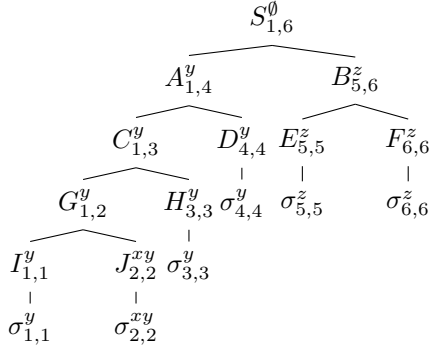 S^∅_{1,6}
A^y_{1,4} B^z_{5,6}
C^y_{1,3} D^y_{4,4} E^z_{5,5} F^z_{6,6}
G^y_{1,2} H^y_{3,3} σ^y_{4,4} σ^z_{5,5} σ^z_{6,6}
I^y_{1,1} J^{xy}_{2,2} σ^y_{3,3}
σ^y_{1,1} σ^{xy}_{2,2}